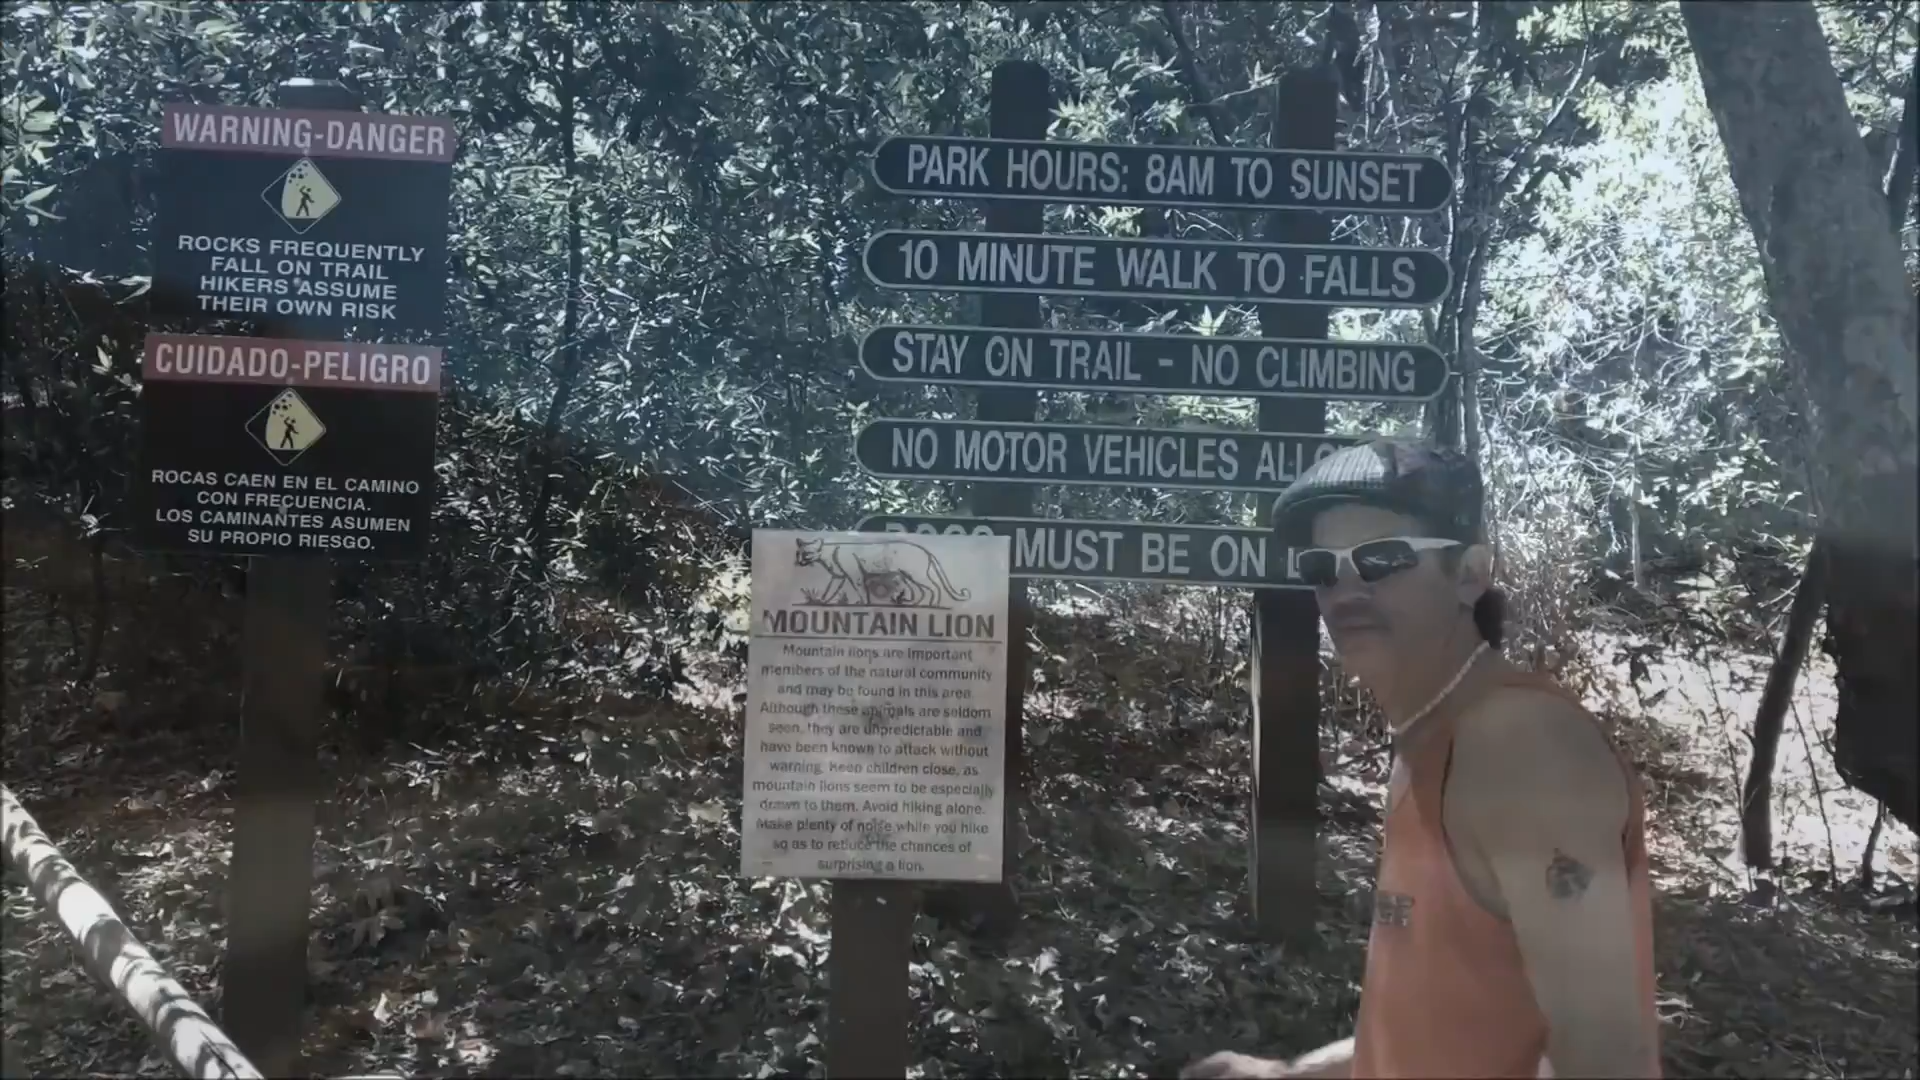 WARNING-DANGER
ROCKS FREQUENTLY
FALL ON TRAIL
HIKERS ASSUME
THEIR OWN RISK
CUIDADO-PELIGRO
ROCAS CAEN EN EL CAMINO
CON FRECUENCIA.
LOS CAMINANTES ASUMEN
SU PROPIO RIESGO.
PARK HOURS: 8AM TO SUNSET
10 MINUTE WALK TO FALLS
STAY ON TRAIL - NO CLIMBING
NO MOTOR VEHICLES
DOGS MUST BE ON
MOUNTAIN LION
Mountain lions are important
members of the natural community
and may be found in this area.
Although these animals are seldom
seen, they are unpredictable and
have been known to attack without
warning. Keep children close, as
mountain lions seem to be especially
drawn to them. Avoid hiking alone.
Make plenty of noise while you hike
so as to reduce the chances of
surprising a lion.